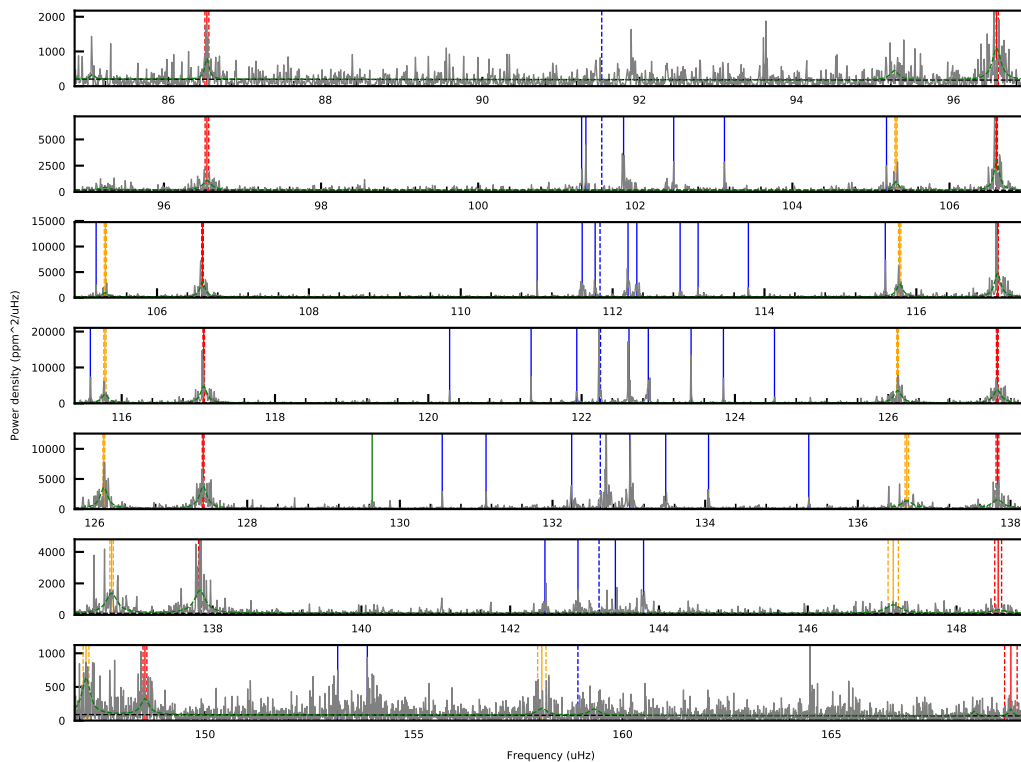 2000
1000
0
86 88 90 92 94 96
5000
2500
0
96 98 100 102 104 106
15000
10000
5000
0
106 108 110 112 114 116
Power density (ppm^2/uHz)
20000
10000
0
116 118 120 122 124 126
10000
5000
0
126 128 130 132 134 136 138
4000
2000
0
138 140 142 144 146 148
1000
500
0
150 155 160 165
Frequency (uHz)